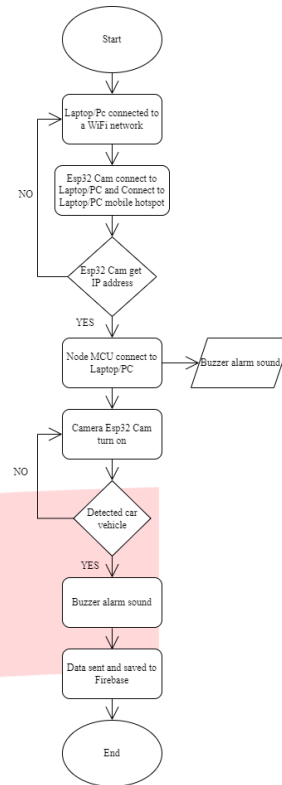 Start
Laptop/Pc connected to
a WiFi network
NO
Esp32 Cam connect to
Laptop/PC and Connect to
Laptop/PC mobile hotspot
Esp32 Cam get
IP address
YES
Node MCU connect to
Laptop/PC
Buzzer alarm sound
Camera Esp32 Cam
turn on
NO
Detected car
vehicle
YES
Buzzer alarm sound
Data sent and saved to
Firebase
End